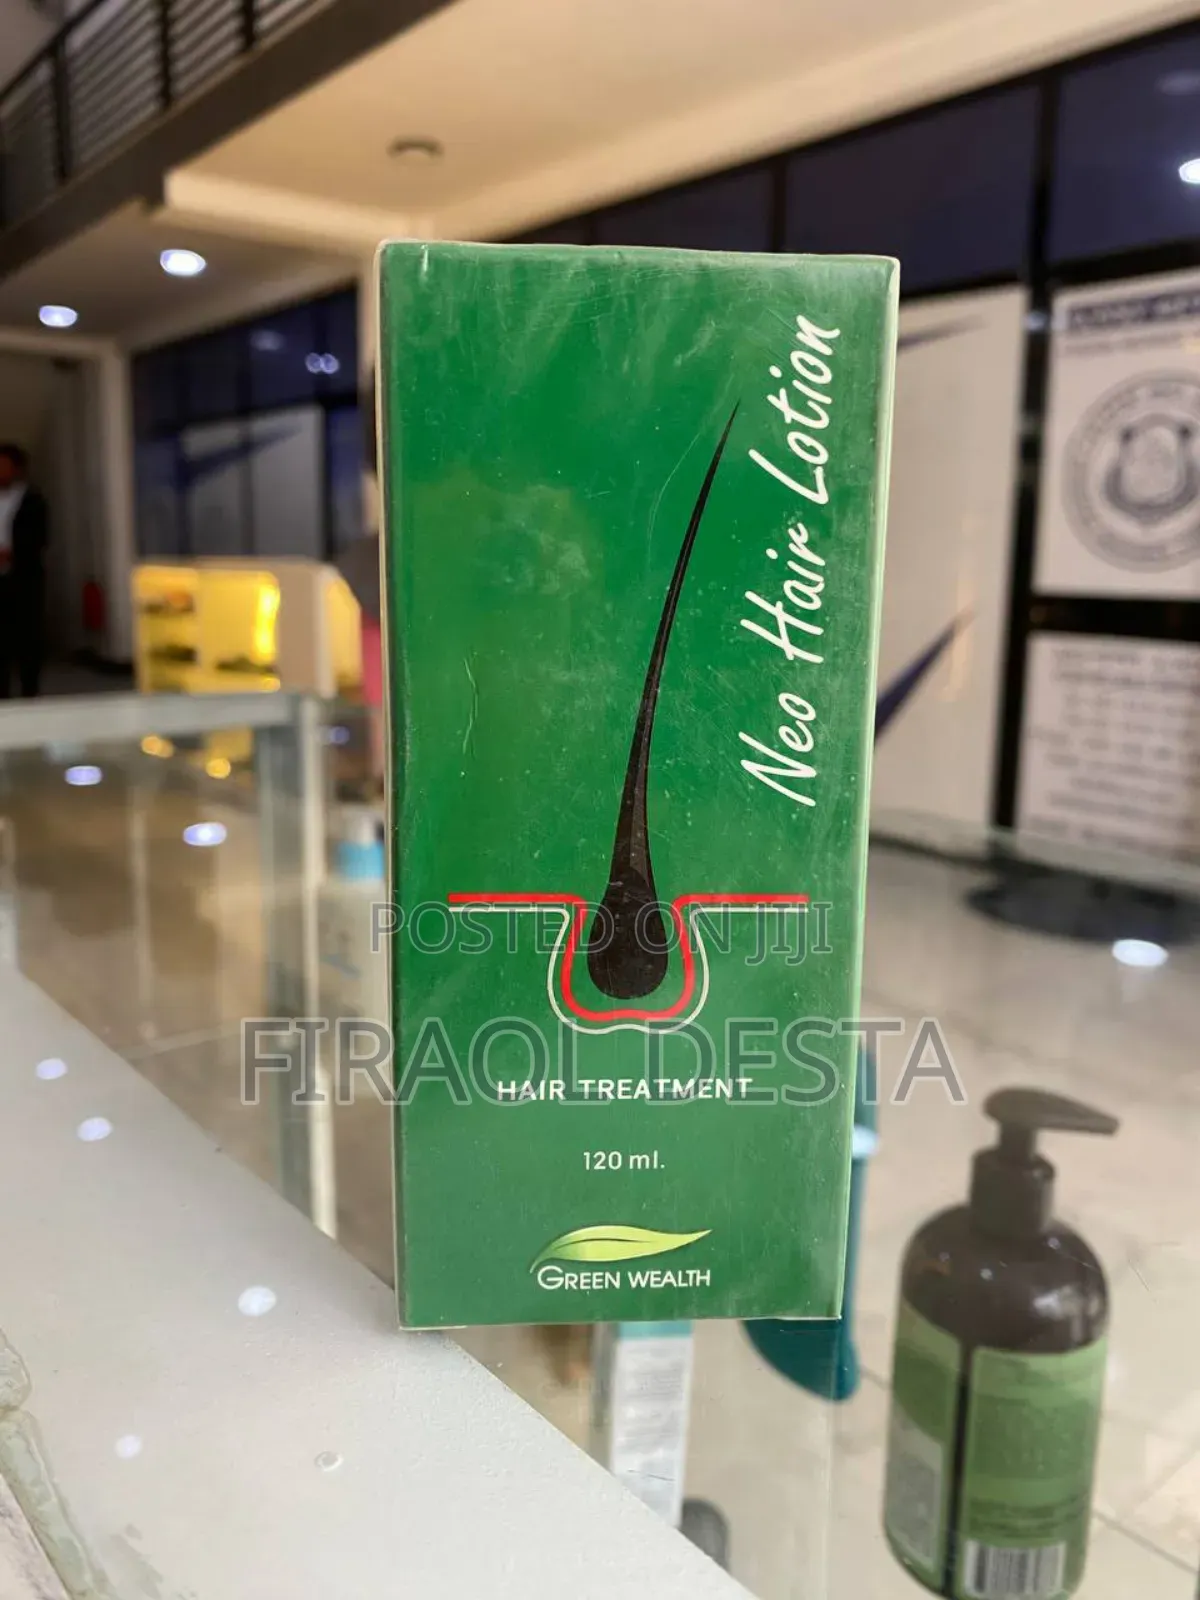 Neo Hair Lotion
POSTED ON JIJI
FIRAOL DESTA
HAIR TREATMENT
120 ml.
GREEN WEALTH